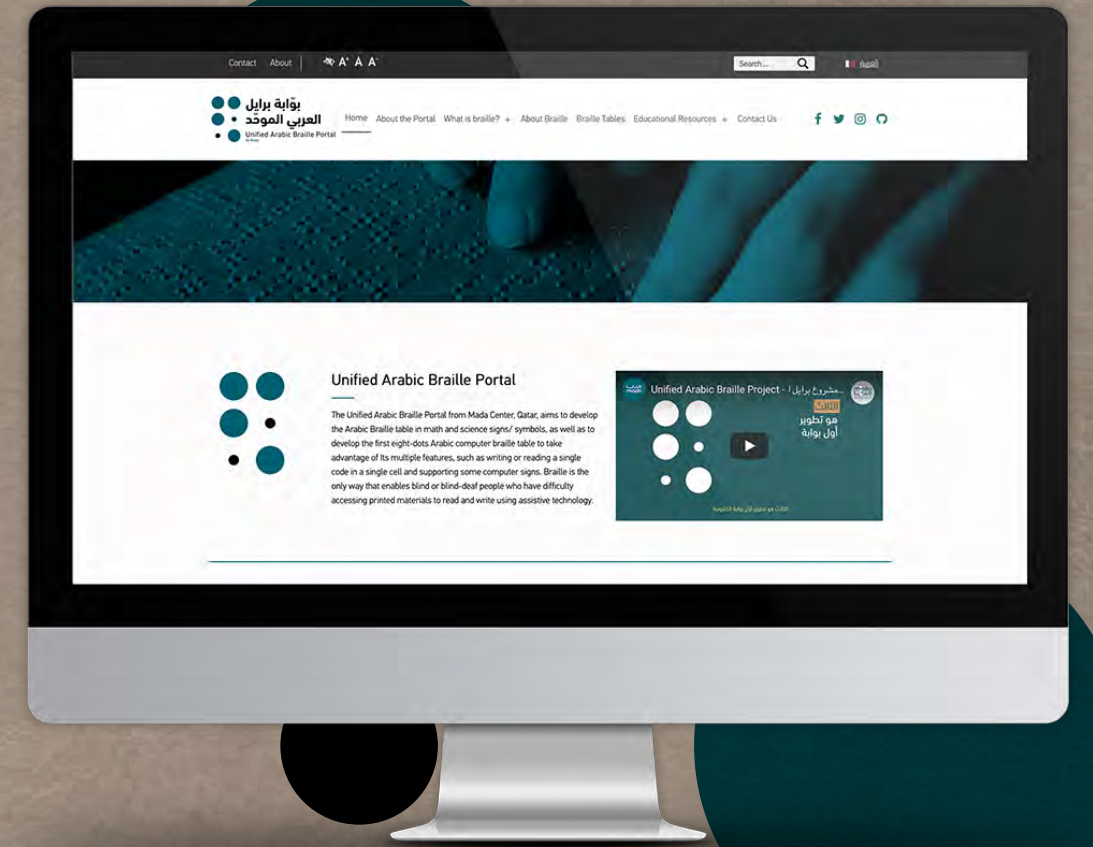 Contact About A+ A A-
Search ...
العربية
بوّابة برايل
العربي الموحّد
Unified Arabic Braille Portal
Home About the Portal What is braille? + About Braille Braille Tables Educational Resources + Contact Us
Unified Arabic Braille Portal
The Unified Arabic Braille Portal from Mada Center, Qatar, aims to develop
the Arabic Braille table in math and science signs/ symbols, as well as to
develop the first eight-dots Arabic computer braille table to take
advantage of Its multiple features, such as writing or reading a single
code in a single cell and supporting some computer signs. Braille is the
only way that enables blind or blind-deaf people who have difficulty
accessing printed materials to read and write using assistive technology.
Unified Arabic Braille Project - مشروع برايل ا...
الثالث
هو تطوير
أول بوابة